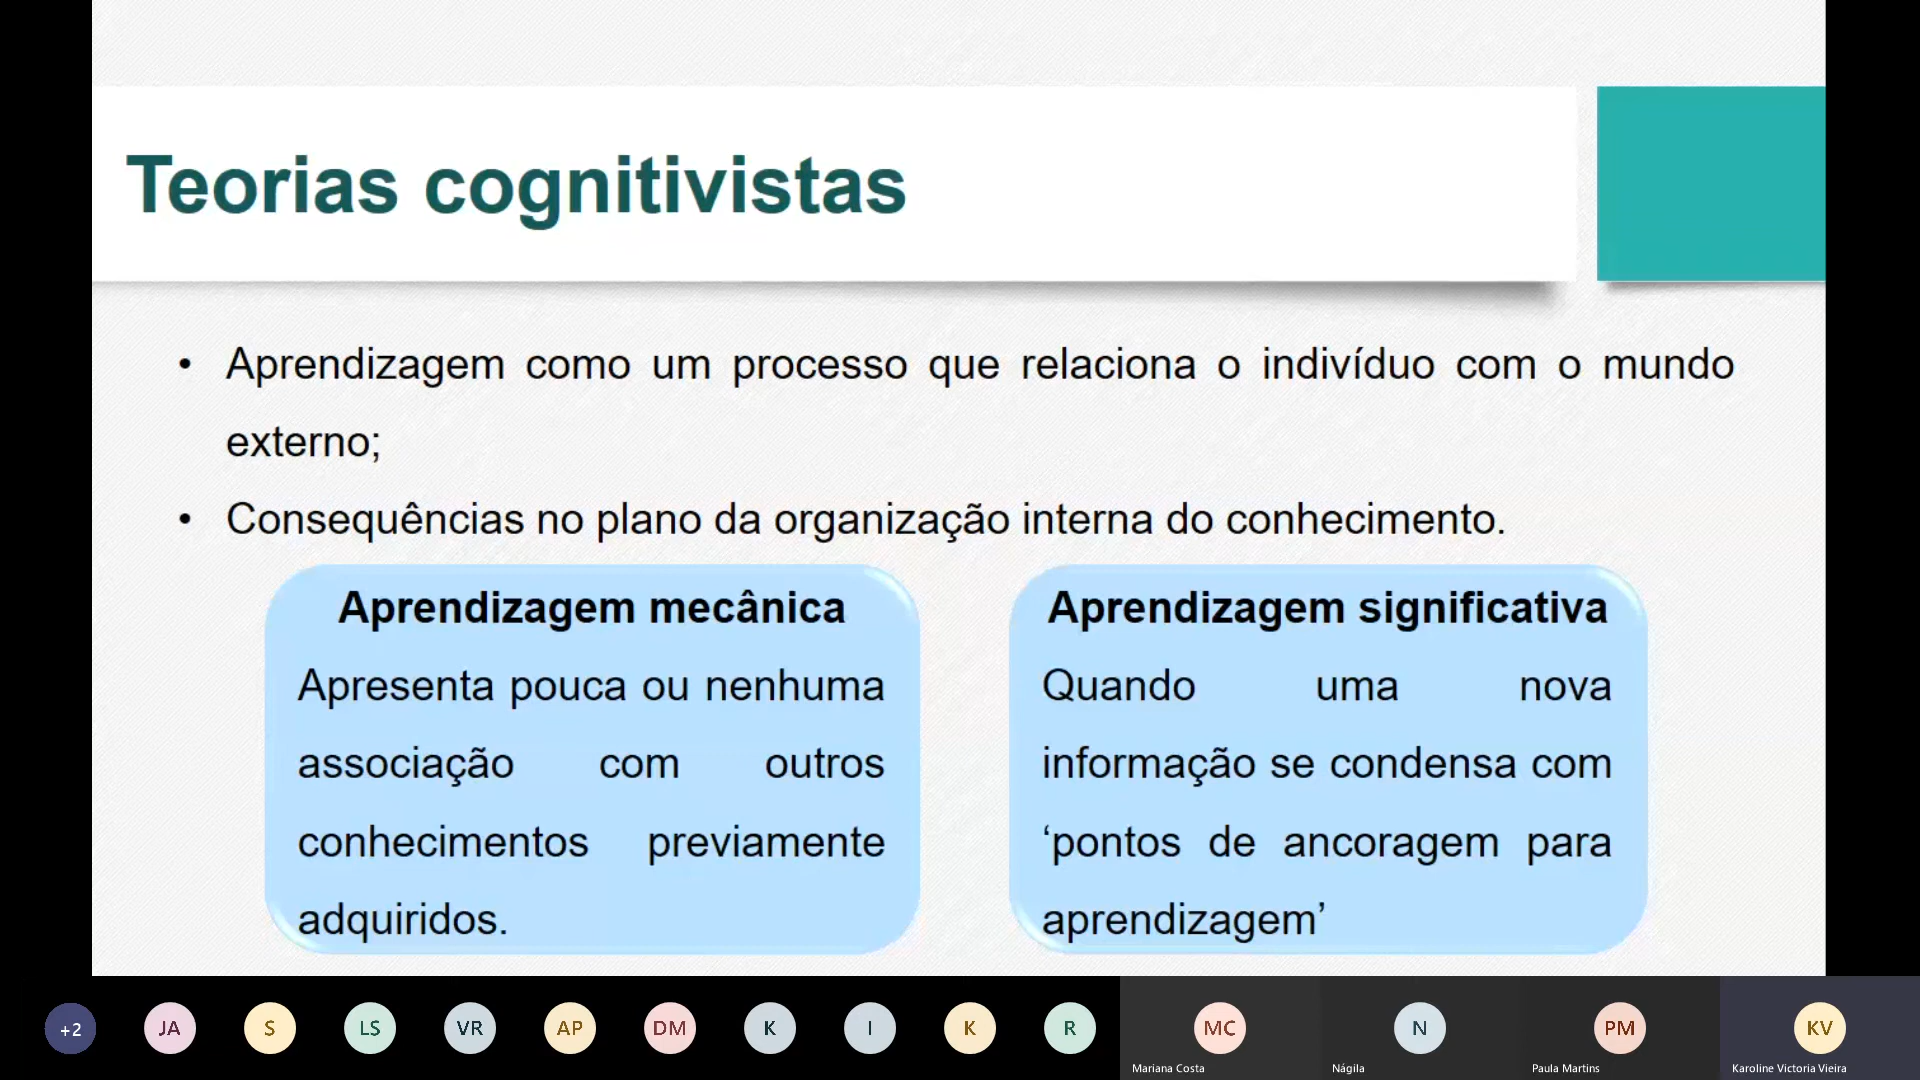 Teorias cognitivistas
• Aprendizagem como um processo que relaciona o indivíduo com o mundo
externo;
• Consequências no plano da organização interna do conhecimento.
Aprendizagem mecânica
Apresenta pouca ou nenhuma
associação com outros
conhecimentos previamente
adquiridos.
Aprendizagem significativa
Quando uma nova
informação se condensa com
‘pontos de ancoragem para
aprendizagem’
+2 JA S LS VR AP DM K I K R MC N PM KV
Mariana Costa Nágila Paula Martins Karoline Victoria Vieira